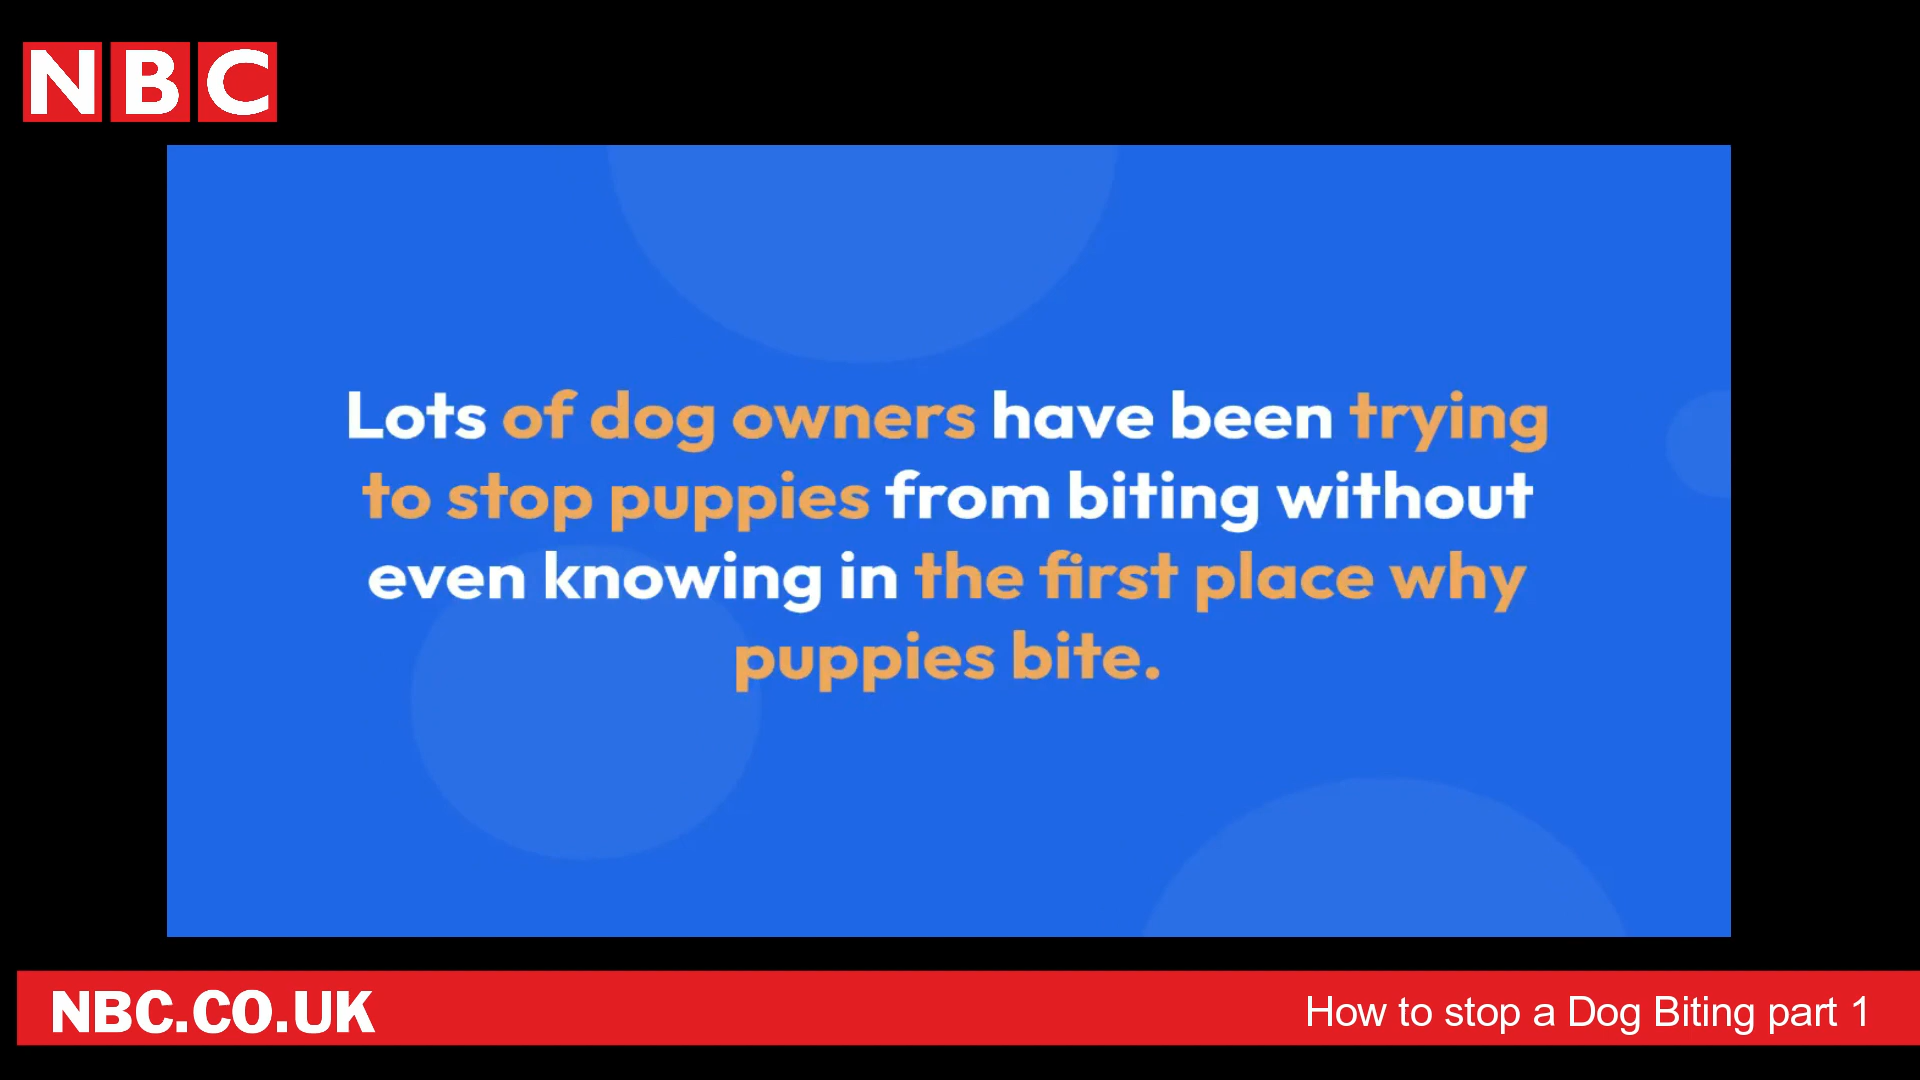 NBC
Lots of dog owners have been trying
to stop puppies from biting without
even knowing in the first place why
puppies bite.
NBC.CO.UK
How to stop a Dog Biting part 1